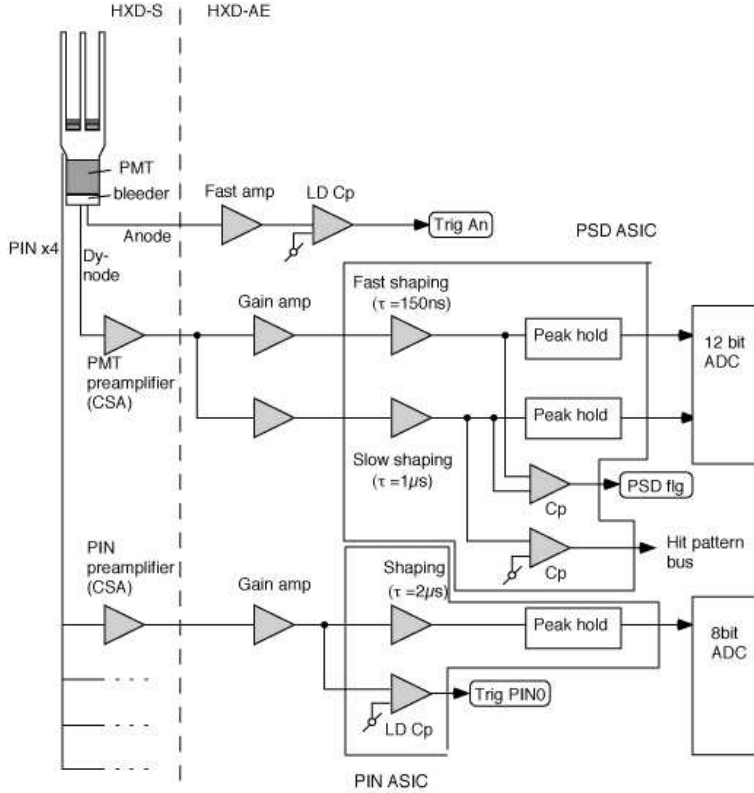 HXD-S
HXD-AE
PMT
bleeder
Fast amp
LD Cp
Anode
Trig An
PSD ASIC
PIN x4
Dy-
node
Gain amp
Fast shaping
(τ =150ns)
Peak hold
12 bit
ADC
PMT
preamplifier
(CSA)
Peak hold
Slow shaping
(τ =1μs)
Cp
PSD flg
PIN
preamplifier
(CSA)
Gain amp
Shaping
(τ =2μs)
Cp
Hit pattern
bus
Peak hold
8bit
ADC
Trig PIN0
LD Cp
PIN ASIC